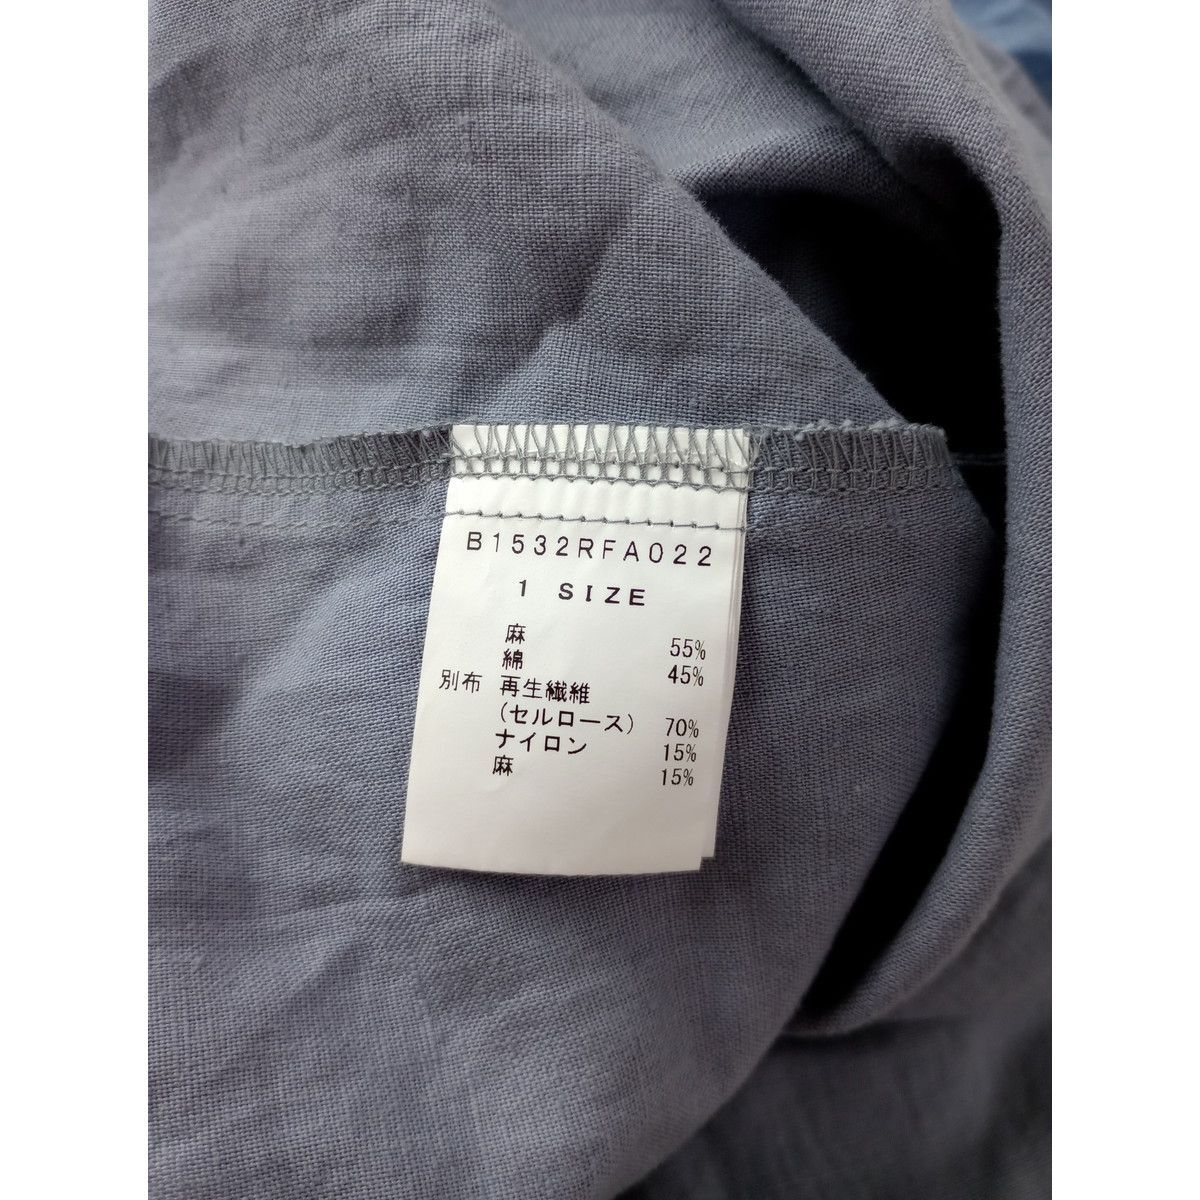 B1532RFA022
1 SIZE
麻 55%
綿 45%
別布 再生繊維
(セルロース) 70%
ナイロン 15%
麻 15%